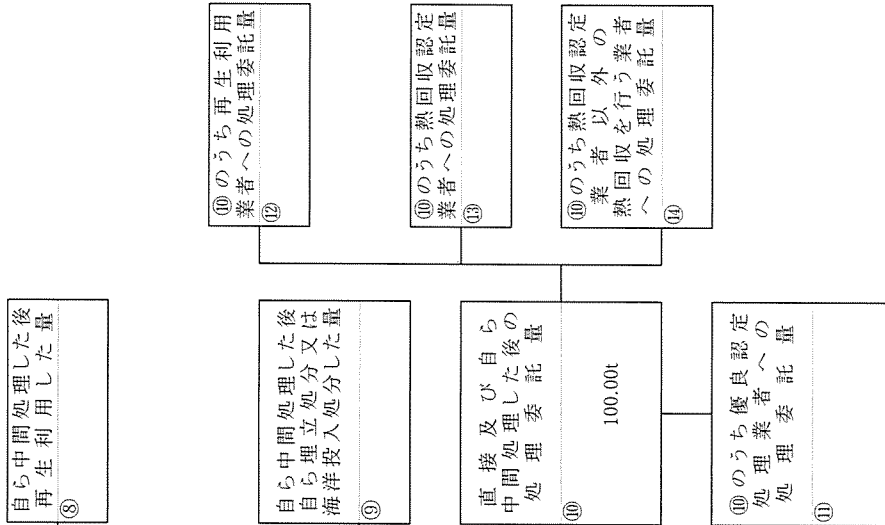 自ら中間処理した後
再生利用した量
⑧
自ら中間処理した後
自ら埋立処分又は
海洋投入処分した量
⑨
直接及び自ら
中間処理した後の
処理委託量
100.00t
⑩
⑩のうち優良認定
処理業者への
処理委託量
⑪
⑩のうち再生利用
業者への処理委託量
⑫
⑩のうち熱回収認定
業者への処理委託量
⑬
⑩のうち熱回収認定
業者以外の
熱回収を行う業者
への処理委託量
⑭